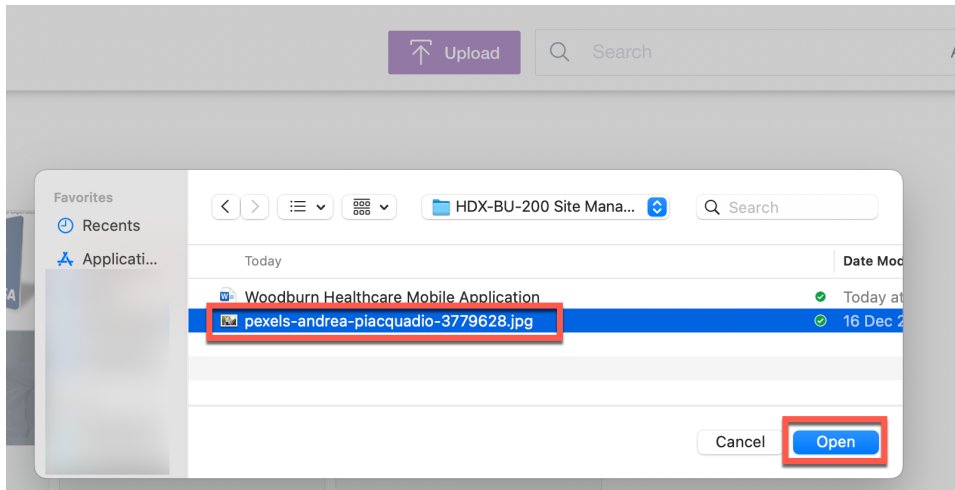 Upload
Search
Favorites
Recents
Applicati...
HDX-BU-200 Site Mana...
Search
Today
Date Mod
Woodburn Healthcare Mobile Application
Today at
pexels-andrea-piacquadio-3779628.jpg
16 Dec 2
Cancel
Open